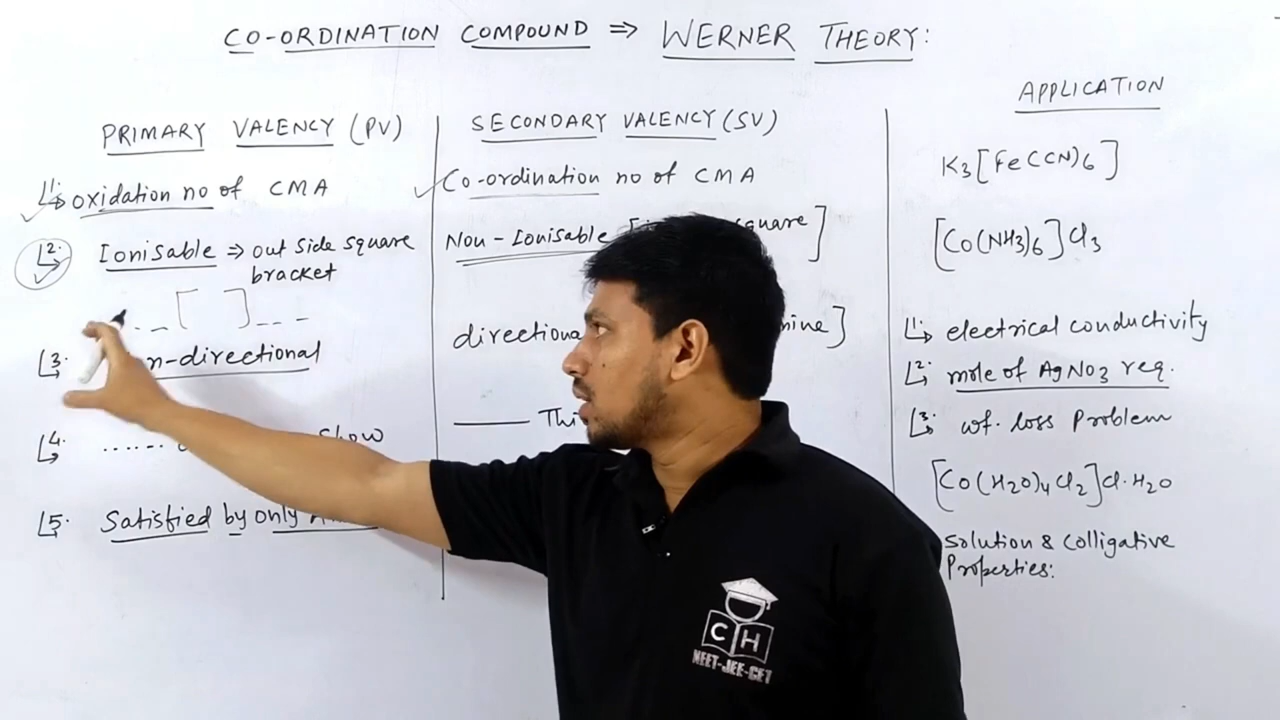 CO-ORDINATION COMPOUND ⇒ WERNER THEORY:
PRIMARY VALENCY (PV)
1. oxidation no of CMA
2. Ionisable ⇒ out side square
bracket
---[ ]---
3. n-directional
4. ...... Show
5. Satisfied by only
SECONDARY VALENCY (SV)
Co-ordination no of CMA
Non-Ionisable [ square ]
directiona mine]
—— Thi
APPLICATION
K3[Fe(CN)6]
[Co(NH3)6]Cl3
1. electrical conductivity
2. mole of AgNO3 req.
3. wt. loss Problem
[Co(H2O)4Cl2]Cl·H2O
Solution & Colligative
Properties:
C H
NEET-JEE-CET